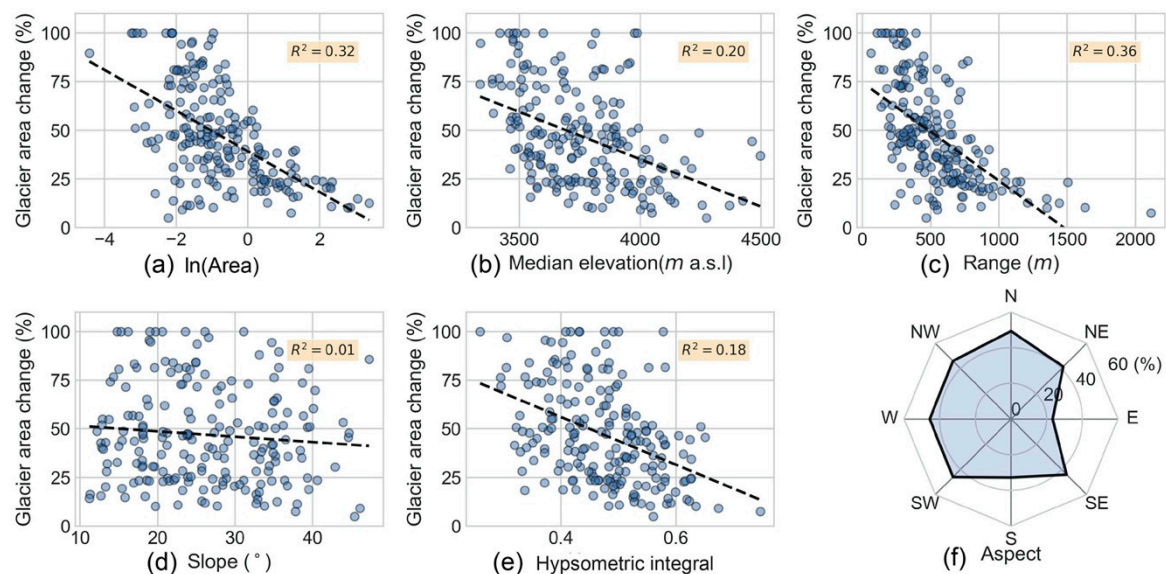 Glacier area change (%)
100
75
50
25
0
R² = 0.32
−4
−2
0
2
(a) ln(Area)
Glacier area change (%)
100
75
50
25
0
R² = 0.20
3500
4000
4500
(b) Median elevation(m a.s.l)
Glacier area change (%)
100
75
50
25
0
R² = 0.36
0
500
1000
1500
2000
(c) Range (m)
Glacier area change (%)
100
75
50
25
0
R² = 0.01
10
20
30
40
(d) Slope (°)
Glacier area change (%)
100
75
50
25
0
R² = 0.18
0.4
0.6
(e) Hypsometric integral
N
NW
NE
60 (%)
40
20
0
W
E
SW
SE
S
(f) Aspect